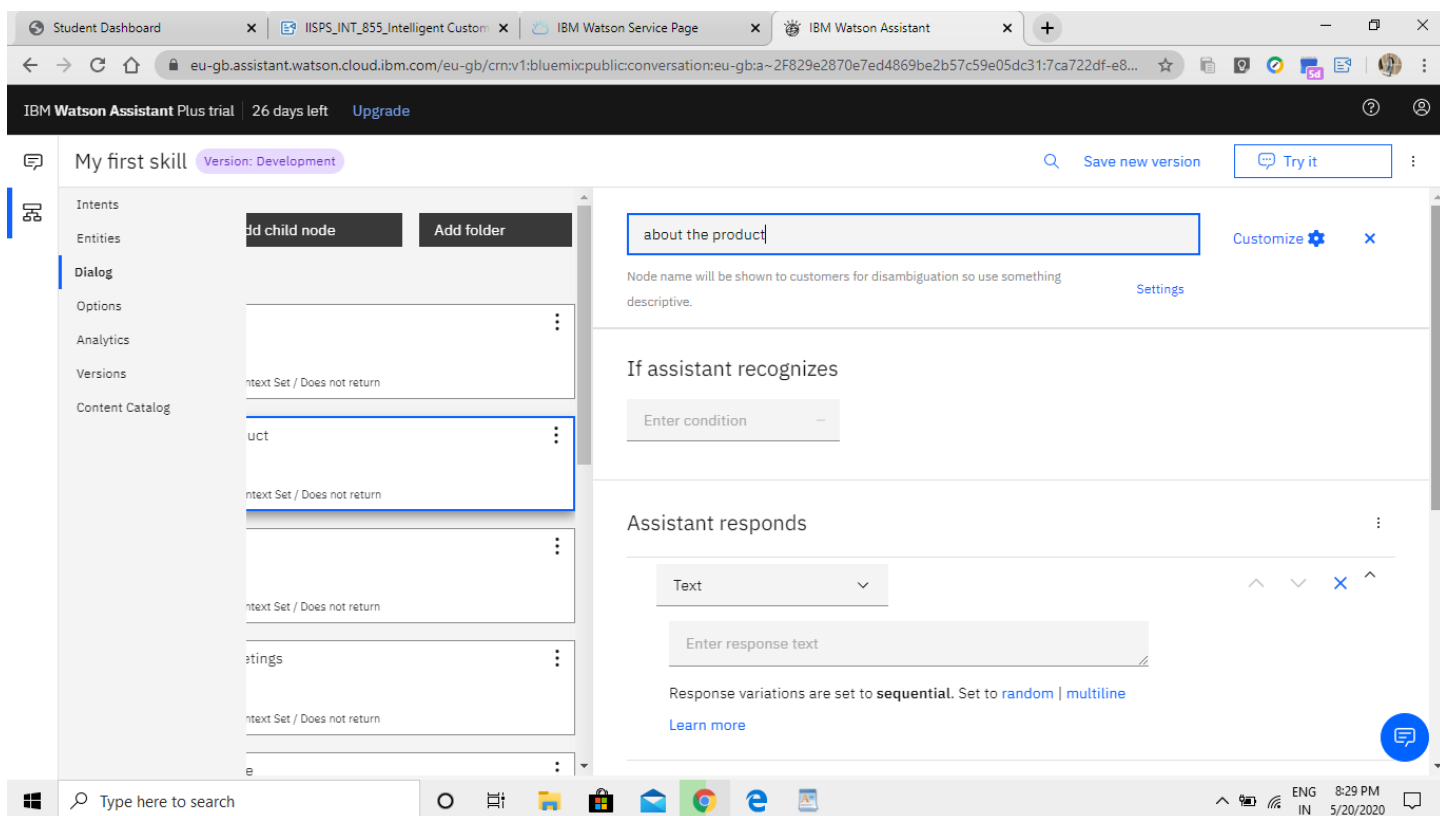 Student Dashboard
IISPS_INT_855_Intelligent Custom
IBM Watson Service Page
IBM Watson Assistant
eu-gb.assistant.watson.cloud.ibm.com/eu-gb/crn:v1:bluemix:public:conversation:eu-gb:a~2F829e2870e7ed4869be2b57c59e05dc31:7ca722df-e8...
5d
IBM Watson Assistant Plus trial 26 days left Upgrade
My first skill Version: Development
Save new version
Try it
Intents
Entities
Dialog
Options
Analytics
Versions
Content Catalog
dd child node
Add folder
ntext Set / Does not return
uct
ntext Set / Does not return
ntext Set / Does not return
etings
ntext Set / Does not return
e
about the product
Customize
Node name will be shown to customers for disambiguation so use something
descriptive.
Settings
If assistant recognizes
Enter condition
Assistant responds
Text
Enter response text
Response variations are set to sequential. Set to random | multiline
Learn more
Type here to search
ENG
IN
8:29 PM
5/20/2020